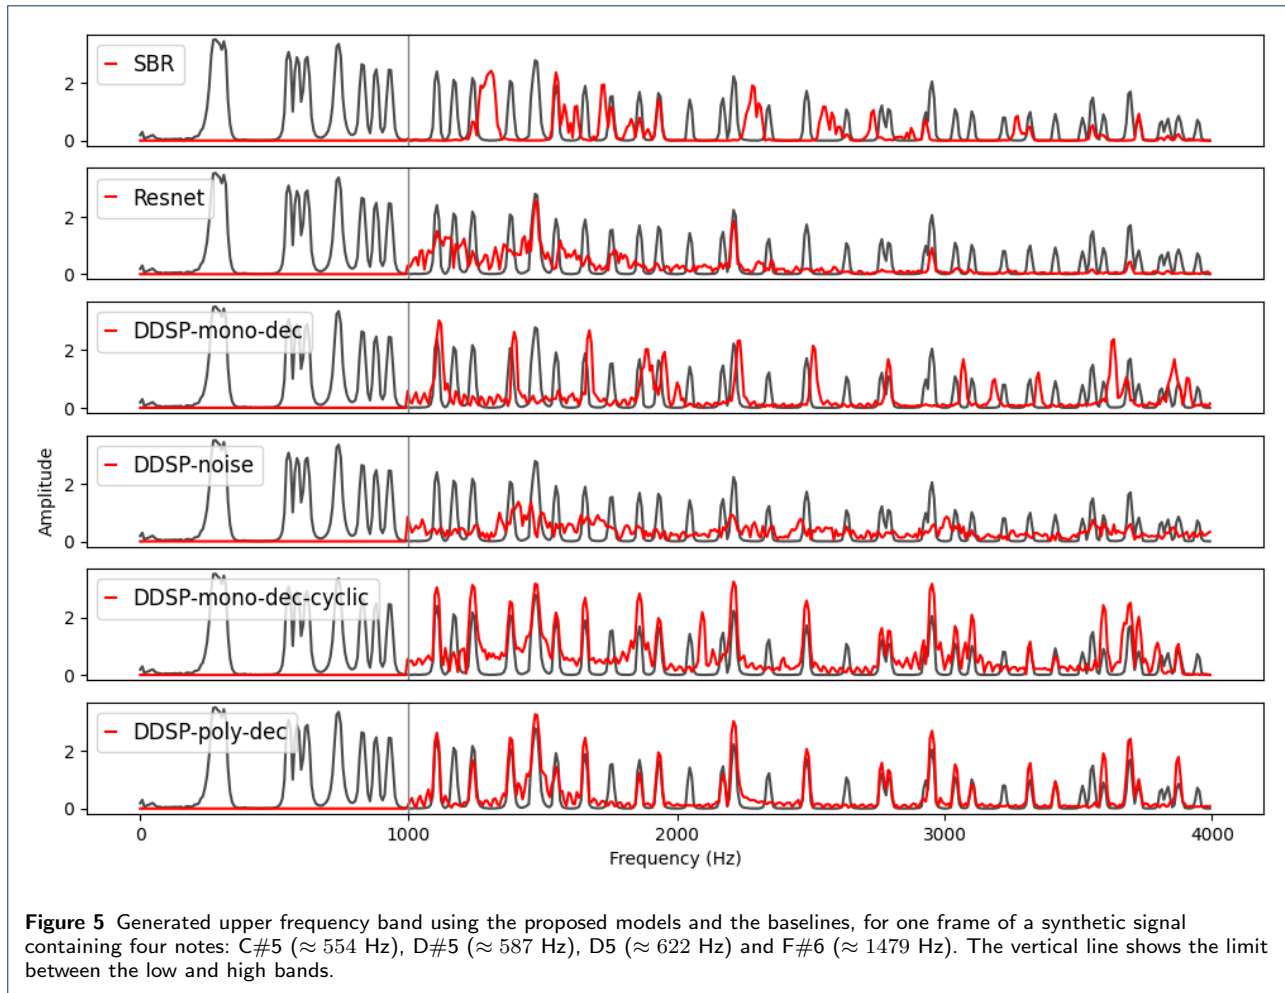 SBR
2
0
Resnet
2
0
DDSP-mono-dec
2
0
DDSP-noise
2
0
DDSP-mono-dec-cyclic
2
0
DDSP-poly-dec
2
0
Amplitude
0 1000 2000 3000 4000
Frequency (Hz)
Figure 5 Generated upper frequency band using the proposed models and the baselines, for one frame of a synthetic signal
containing four notes: C#5 (≈ 554 Hz), D#5 (≈ 587 Hz), D5 (≈ 622 Hz) and F#6 (≈ 1479 Hz). The vertical line shows the limit
between the low and high bands.